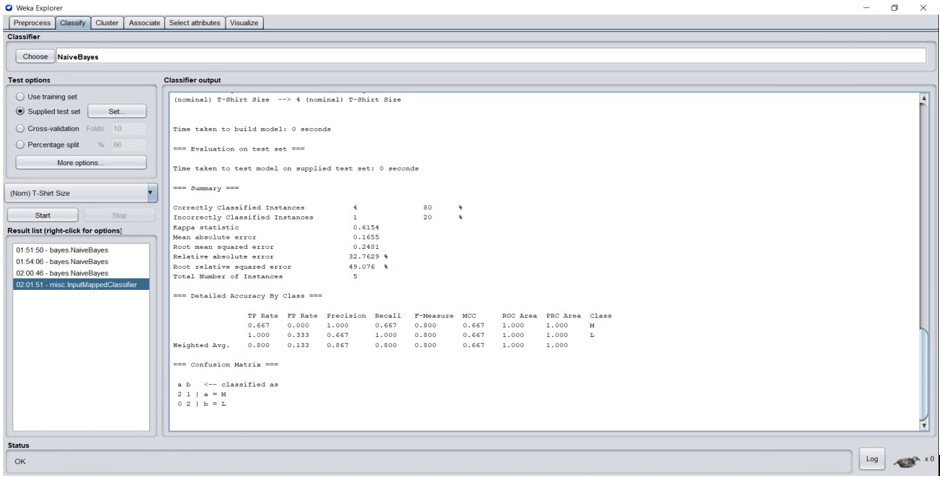 Weka Explorer
Preprocess Classify Cluster Associate Select attributes Visualize
Classifier
Choose NaiveBayes
Test options
Use training set
Supplied test set Set...
Cross-validation Folds 10
Percentage split % 66
More options...
(Nom) T-Shirt Size
Start Stop
Result list (right-click for options)
01:51:50 - bayes.NaiveBayes
01:54:06 - bayes.NaiveBayes
02:00:46 - bayes.NaiveBayes
02:01:51 - misc.InputMappedClassifier
Classifier output
(nominal) T-Shirt Size --> 4 (nominal) T-Shirt Size
Time taken to build model: 0 seconds
=== Evaluation on test set ===
Time taken to test model on supplied test set: 0 seconds
=== Summary ===
Correctly Classified Instances 4 80 %
Incorrectly Classified Instances 1 20 %
Kappa statistic 0.6154
Mean absolute error 0.1655
Root mean squared error 0.2481
Relative absolute error 32.7629 %
Root relative squared error 49.076 %
Total Number of Instances 5
=== Detailed Accuracy By Class ===
TP Rate FP Rate Precision Recall F-Measure MCC ROC Area PRC Area Class
0.667 0.000 1.000 0.667 0.800 0.667 1.000 1.000 M
1.000 0.333 0.667 1.000 0.800 0.667 1.000 1.000 L
Weighted Avg. 0.800 0.133 0.867 0.800 0.800 0.667 1.000 1.000
=== Confusion Matrix ===
a b <-- classified as
2 1 | a = M
0 2 | b = L
Status
OK
Log x 0